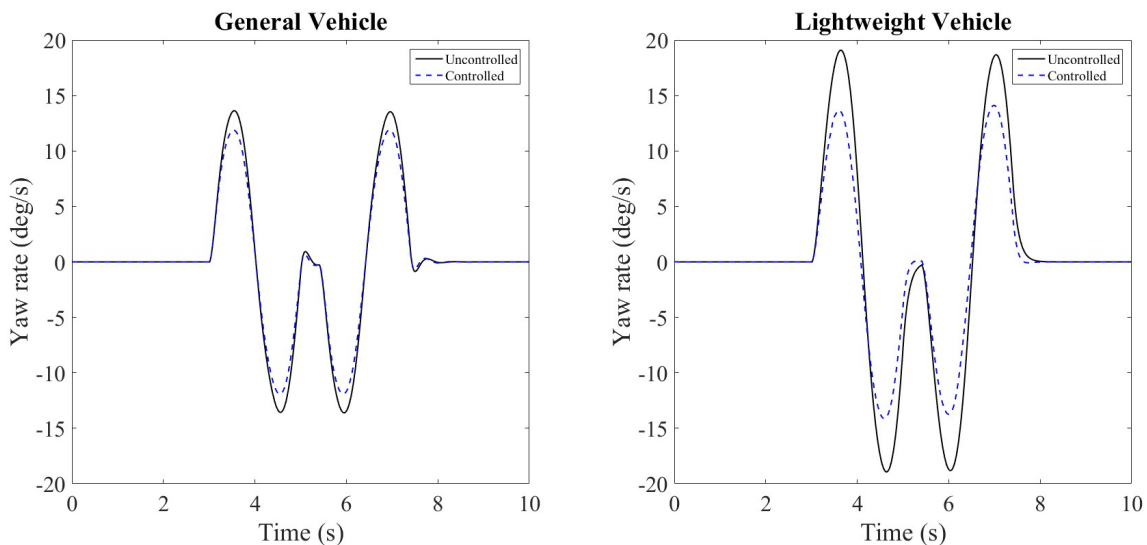 General Vehicle
Uncontrolled
Controlled
20
15
10
5
0
-5
-10
-15
-20
Yaw rate (deg/s)
0 2 4 6 8 10
Time (s)
Lightweight Vehicle
Uncontrolled
Controlled
20
15
10
5
0
-5
-10
-15
-20
Yaw rate (deg/s)
0 2 4 6 8 10
Time (s)